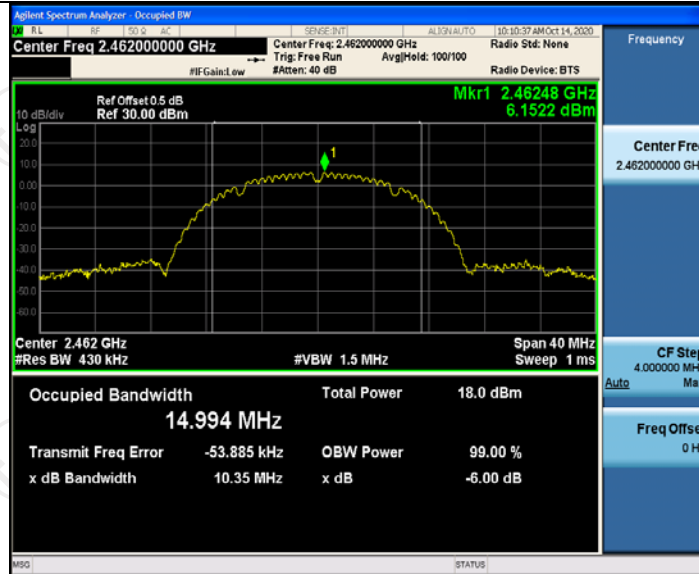 Agilent Spectrum Analyzer - Occupied BW
RL RF 50 Ω AC SENSE:INT ALIGN AUTO 10:10:37 AM Oct 14, 2020
Center Freq 2.462000000 GHz Center Freq: 2.462000000 GHz Radio Std: None
Trig: Free Run Avg|Hold: 100/100
#IFGain:Low #Atten: 40 dB Radio Device: BTS
Frequency
Ref Offset 0.5 dB Mkr1 2.46248 GHz
10 dB/div Ref 30.00 dBm 6.1522 dBm
Log
20.0
10.0
0.00
-20.0
-30.0
-40.0
-50.0
-60.0
1
Center 2.462 GHz Span 40 MHz
#Res BW 430 kHz #VBW 1.5 MHz Sweep 1 ms
Occupied Bandwidth Total Power 18.0 dBm
14.994 MHz
Transmit Freq Error -53.885 kHz OBW Power 99.00 %
x dB Bandwidth 10.35 MHz x dB -6.00 dB
Center Fre
2.462000000 GH
CF Ste
4.000000 MH
Auto Ma
Freq Offse
0 H
MSG STATUS